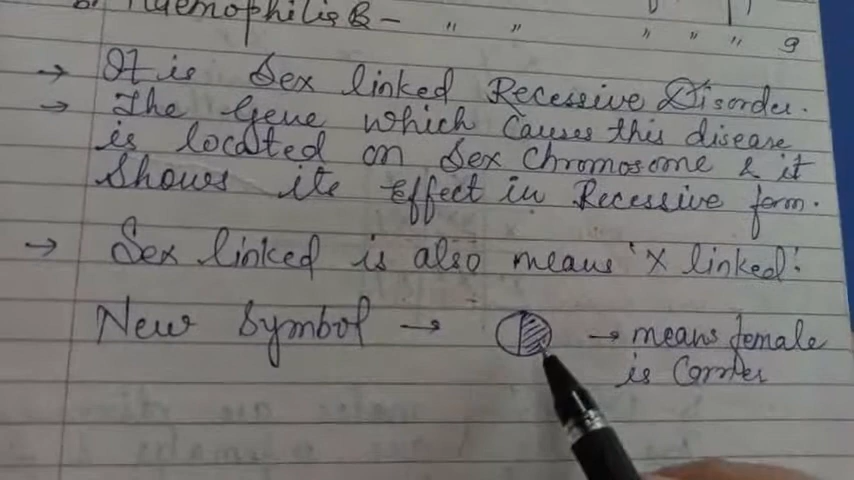 Haemophilis B - " " " " " 9
→ It is Sex linked Recessive Disorder.
→ The Gene which Causes this disease
is located on Sex Chromosome & it
Shows its effect in Recessive form.
→ Sex linked is also means 'X linked'.
New Symbol → → means female
is Carrier